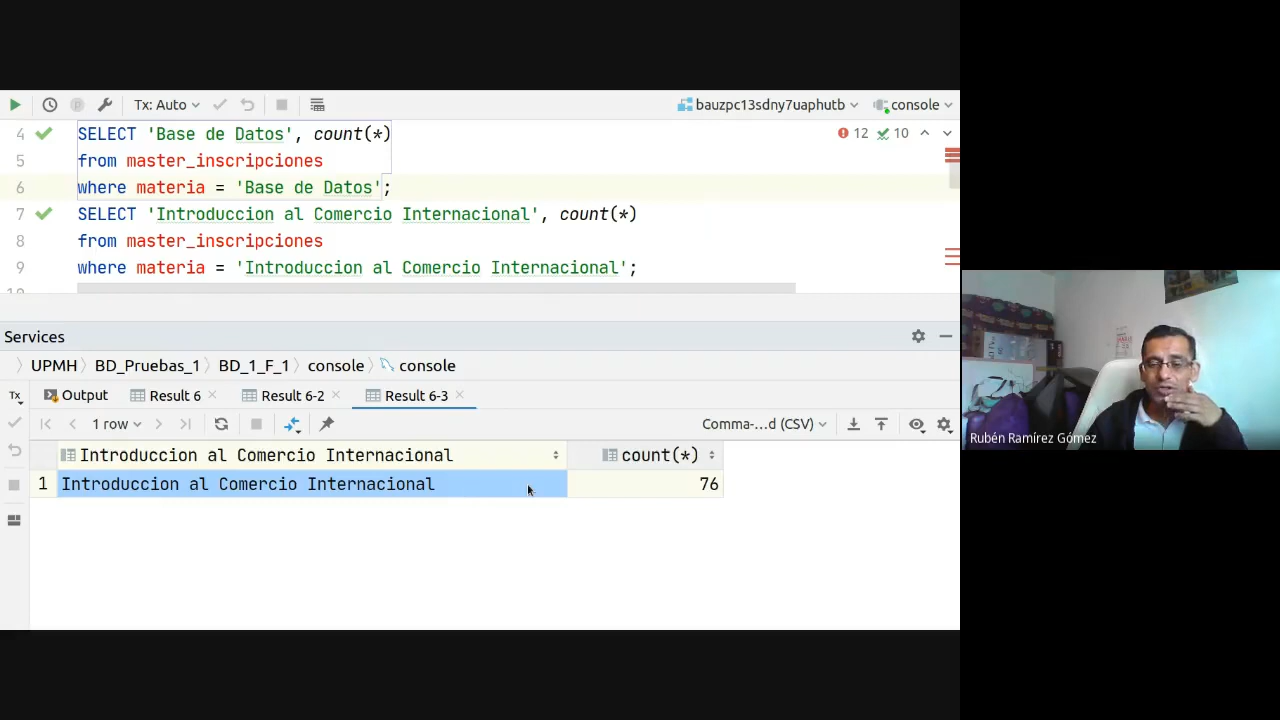 Tx: Auto
bauzpc13sdny7uaphutb
console
4 SELECT 'Base de Datos', count(*)
12 10
5 from master_inscripciones
6 where materia = 'Base de Datos';
7 SELECT 'Introduccion al Comercio Internacional', count(*)
8 from master_inscripciones
9 where materia = 'Introduccion al Comercio Internacional';
10
Services
UPMH BD_Pruebas_1 BD_1_F_1 console console
Tx Output Result 6 Result 6-2 Result 6-3
1 row
Comma-...d (CSV)
Introduccion al Comercio Internacional count(*)
1 Introduccion al Comercio Internacional 76
Rubén Ramírez Gómez